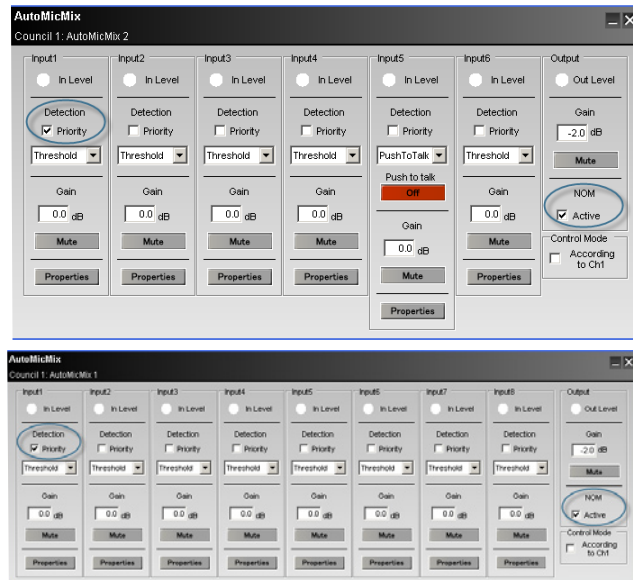 AutoMicMix
Council 1: AutoMicMix 2
Input1 Input2 Input3 Input4 Input5 Input6 Output
In Level In Level In Level In Level In Level In Level Out Level
Detection Detection Detection Detection Detection Detection Gain
Priority Priority Priority Priority Priority Priority -2.0 dB
Threshold Threshold Threshold Threshold PushToTalk Threshold Mute
Push to talk
Gain Gain Gain Gain Off Gain NOM
0.0 dB 0.0 dB 0.0 dB 0.0 dB Gain 0.0 dB Active
Mute Mute Mute Mute 0.0 dB Mute Control Mode
Properties Properties Properties Properties Mute Properties According
to Ch1
Properties
AutoMicMix
Council 1: AutoMicMix 1
Input1 Input2 Input3 Input4 Input5 Input6 Input7 Input8 Output
In Level In Level In Level In Level In Level In Level In Level In Level Out Level
Detection Detection Detection Detection Detection Detection Detection Detection Gain
Priority Priority Priority Priority Priority Priority Priority Priority -2.0 dB
Threshold Threshold Threshold Threshold Threshold Threshold Threshold Threshold Mute
Gain Gain Gain Gain Gain Gain Gain Gain NOM
0.0 dB 0.0 dB 0.0 dB 0.0 dB 0.0 dB 0.0 dB 0.0 dB 0.0 dB Active
Mute Mute Mute Mute Mute Mute Mute Mute Control Mode
According
to Ch1
Properties Properties Properties Properties Properties Properties Properties Properties